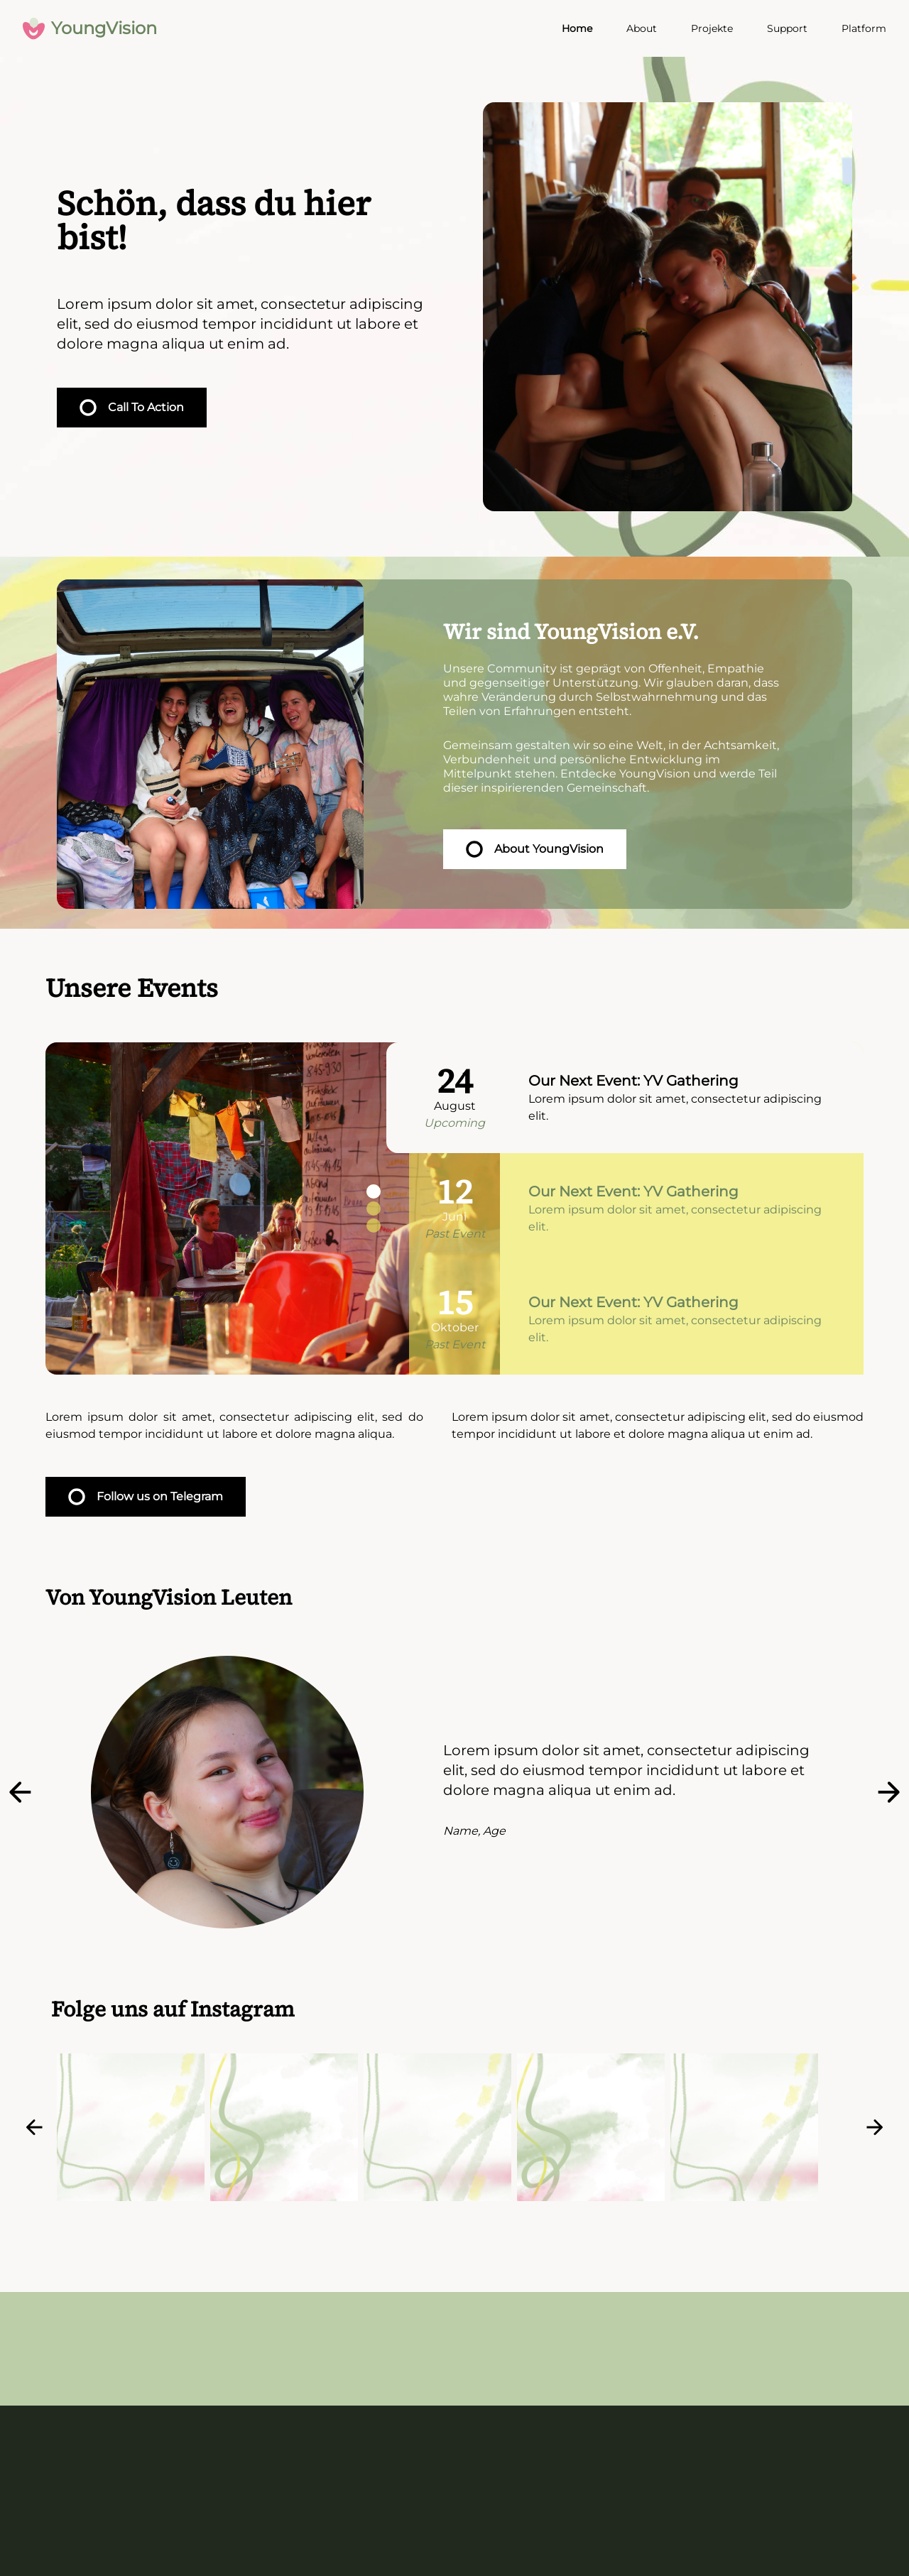 YoungVision
Home About Projekte Support Platform
Schön, dass du hier
bist!
Lorem ipsum dolor sit amet, consectetur adipiscing
elit, sed do eiusmod tempor incididunt ut labore et
dolore magna aliqua ut enim ad.
Call To Action
Wir sind YoungVision e.V.
Unsere Community ist geprägt von Offenheit, Empathie
und gegenseitiger Unterstützung. Wir glauben daran, dass
wahre Veränderung durch Selbstwahrnehmung und das
Teilen von Erfahrungen entsteht.
Gemeinsam gestalten wir so eine Welt, in der Achtsamkeit,
Verbundenheit und persönliche Entwicklung im
Mittelpunkt stehen. Entdecke YoungVision und werde Teil
dieser inspirierenden Gemeinschaft.
About YoungVision
Unsere Events
24
August
Upcoming
Our Next Event: YV Gathering
Lorem ipsum dolor sit amet, consectetur adipiscing
elit.
12
Juni
Past Event
Our Next Event: YV Gathering
Lorem ipsum dolor sit amet, consectetur adipiscing
elit.
15
Oktober
Past Event
Our Next Event: YV Gathering
Lorem ipsum dolor sit amet, consectetur adipiscing
elit.
Lorem ipsum dolor sit amet, consectetur adipiscing elit, sed do
eiusmod tempor incididunt ut labore et dolore magna aliqua.
Lorem ipsum dolor sit amet, consectetur adipiscing elit, sed do eiusmod
tempor incididunt ut labore et dolore magna aliqua ut enim ad.
Follow us on Telegram
Von YoungVision Leuten
Lorem ipsum dolor sit amet, consectetur adipiscing
elit, sed do eiusmod tempor incididunt ut labore et
dolore magna aliqua ut enim ad.
Name, Age
Folge uns auf Instagram